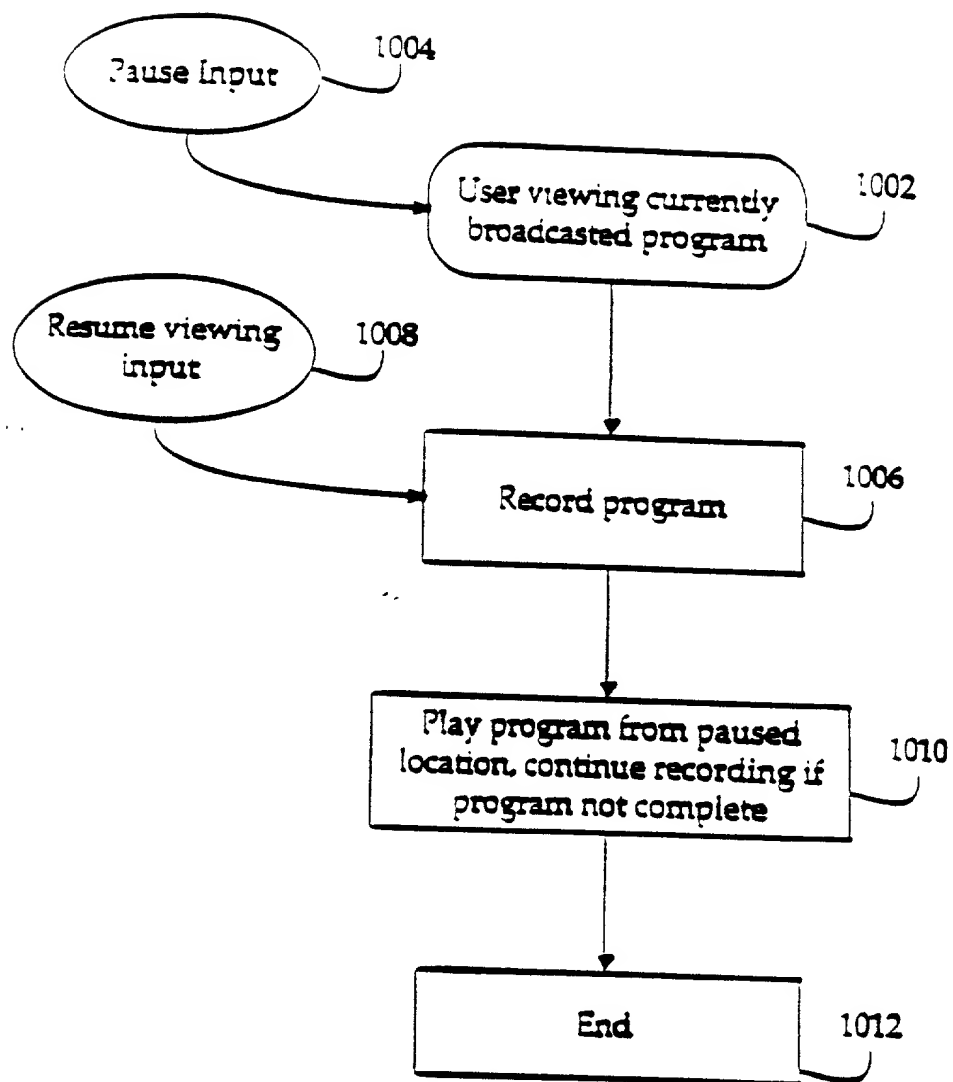 Pause Input
1004
User viewing currently
broadcasted program
1002
Resume viewing
input
1008
Record program
1006
Play program from paused
location, continue recording if
program not complete
1010
End
1012